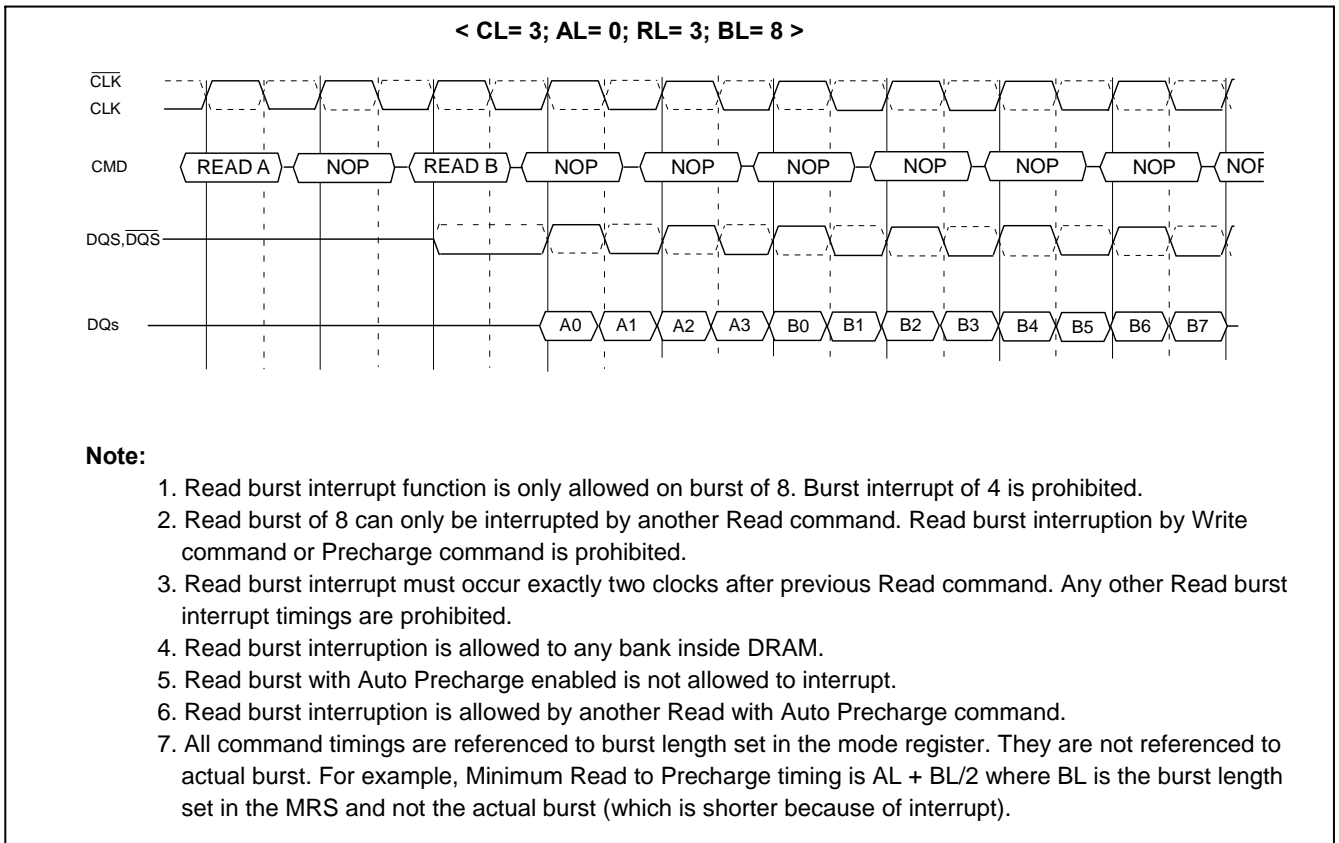 < CL= 3; AL= 0; RL= 3; BL= 8 >
CLK
CLK
CMD READ A NOP READ B NOP NOP NOP NOP NOP NOP NOP
DQS,DQS
DQs A0 A1 A2 A3 B0 B1 B2 B3 B4 B5 B6 B7
Note:
1. Read burst interrupt function is only allowed on burst of 8. Burst interrupt of 4 is prohibited.
2. Read burst of 8 can only be interrupted by another Read command. Read burst interruption by Write
command or Precharge command is prohibited.
3. Read burst interrupt must occur exactly two clocks after previous Read command. Any other Read burst
interrupt timings are prohibited.
4. Read burst interruption is allowed to any bank inside DRAM.
5. Read burst with Auto Precharge enabled is not allowed to interrupt.
6. Read burst interruption is allowed by another Read with Auto Precharge command.
7. All command timings are referenced to burst length set in the mode register. They are not referenced to
actual burst. For example, Minimum Read to Precharge timing is AL + BL/2 where BL is the burst length
set in the MRS and not the actual burst (which is shorter because of interrupt).